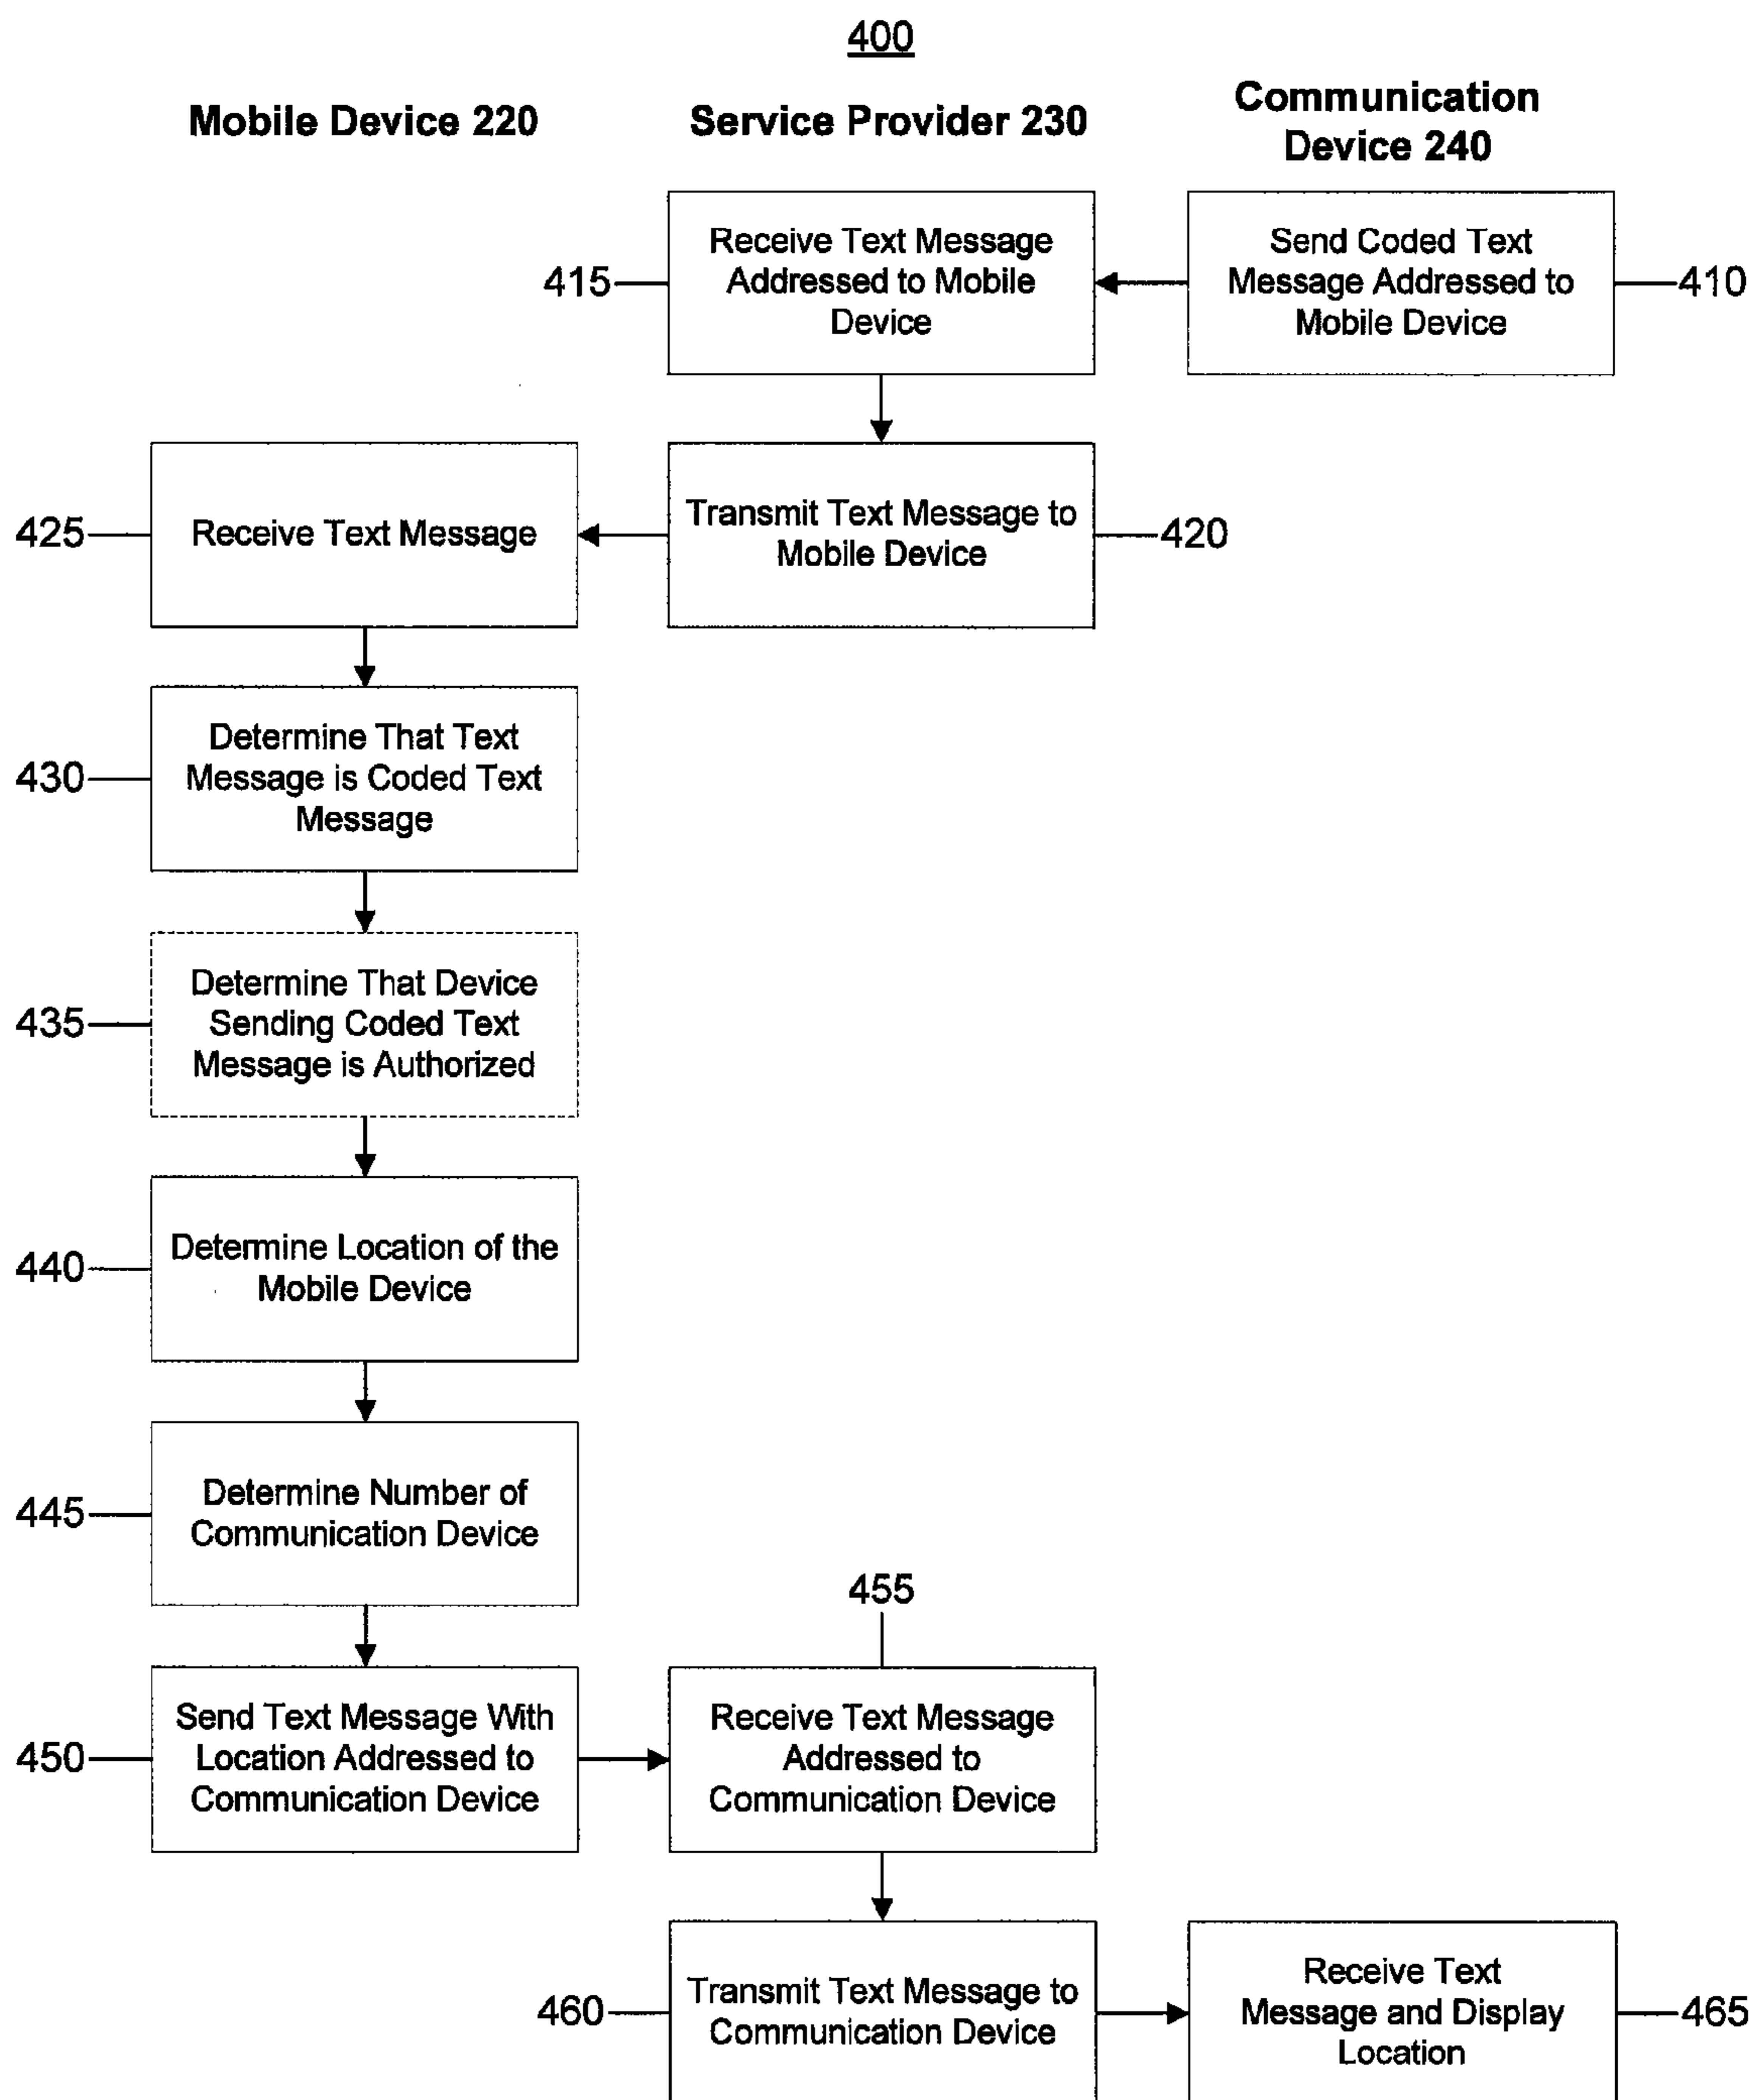 400
Mobile Device 220
Service Provider 230
Communication
Device 240
415
Receive Text Message
Addressed to Mobile
Device
Send Coded Text
Message Addressed to
Mobile Device
410
425
Receive Text Message
Transmit Text Message to
Mobile Device
420
430
Determine That Text
Message is Coded Text
Message
435
Determine That Device
Sending Coded Text
Message is Authorized
440
Determine Location of the
Mobile Device
445
Determine Number of
Communication Device
455
450
Send Text Message With
Location Addressed to
Communication Device
Receive Text Message
Addressed to
Communication Device
460
Transmit Text Message to
Communication Device
Receive Text
Message and Display
Location
465